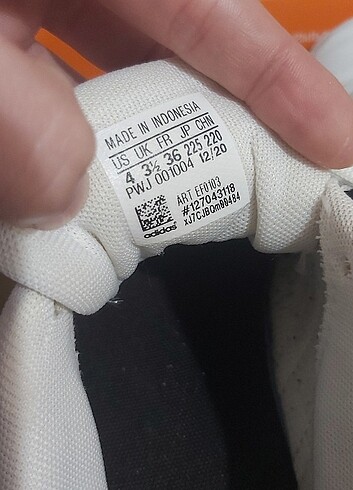 MADE IN INDONESIA
US UK FR JP CHN
4 3½ 36 225 220
PWJ 001004 12/20
ART EF0103
#127043118
adidas